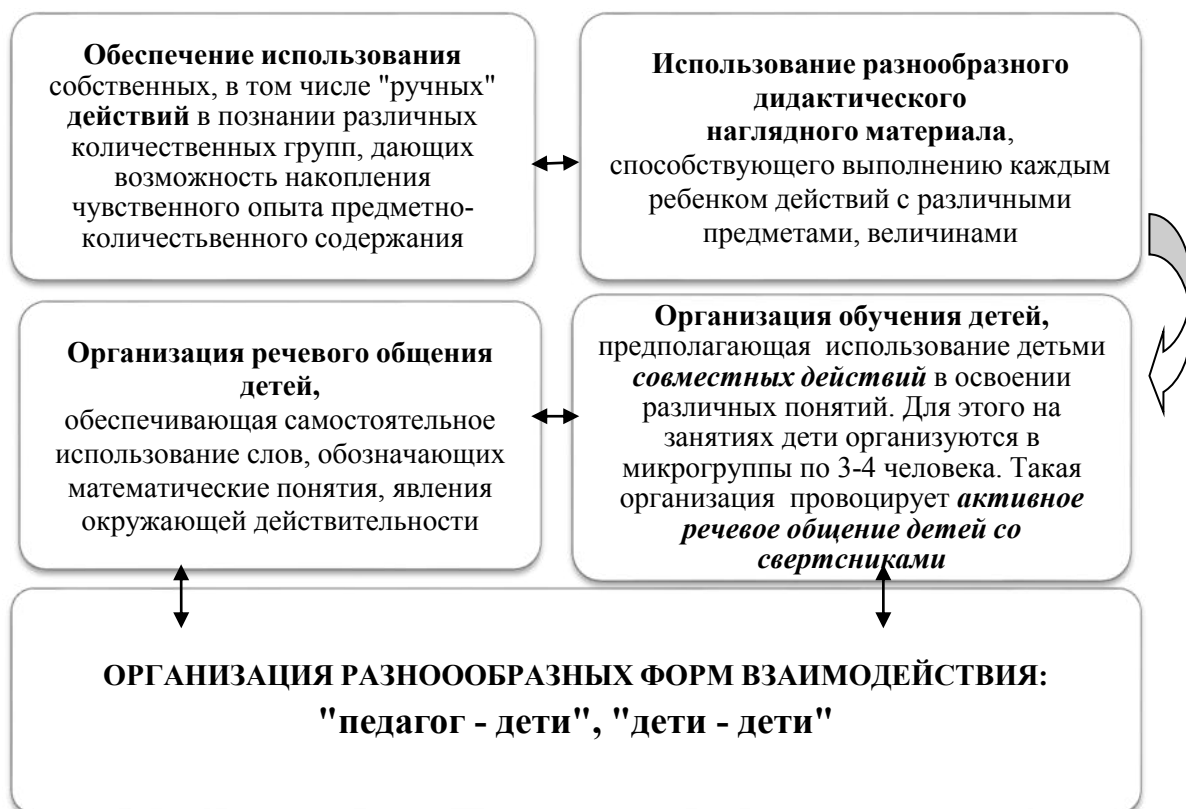 Обеспечение использования
собственных, в том числе "ручных"
действий в познании различных
количественных групп, дающих
возможность накопления
чувственного опыта предметно-
количестьвенного содержания
Использование разнообразного
дидактического
наглядного материала,
способствующего выполнению каждым
ребенком действий с различными
предметами, величинами
Организация речевого общения
детей,
обеспечивающая самостоятельное
использование слов, обозначающих
математические понятия, явления
окружающей действительности
Организация обучения детей,
предполагающая использование детьми
совместных действий в освоении
различных понятий. Для этого на
занятиях дети организуются в
микрогруппы по 3-4 человека. Такая
организация провоцирует активное
речевое общение детей со
свертсниками
ОРГАНИЗАЦИЯ РАЗНОООБРАЗНЫХ ФОРМ ВЗАИМОДЕЙСТВИЯ:
"педагог - дети", "дети - дети"